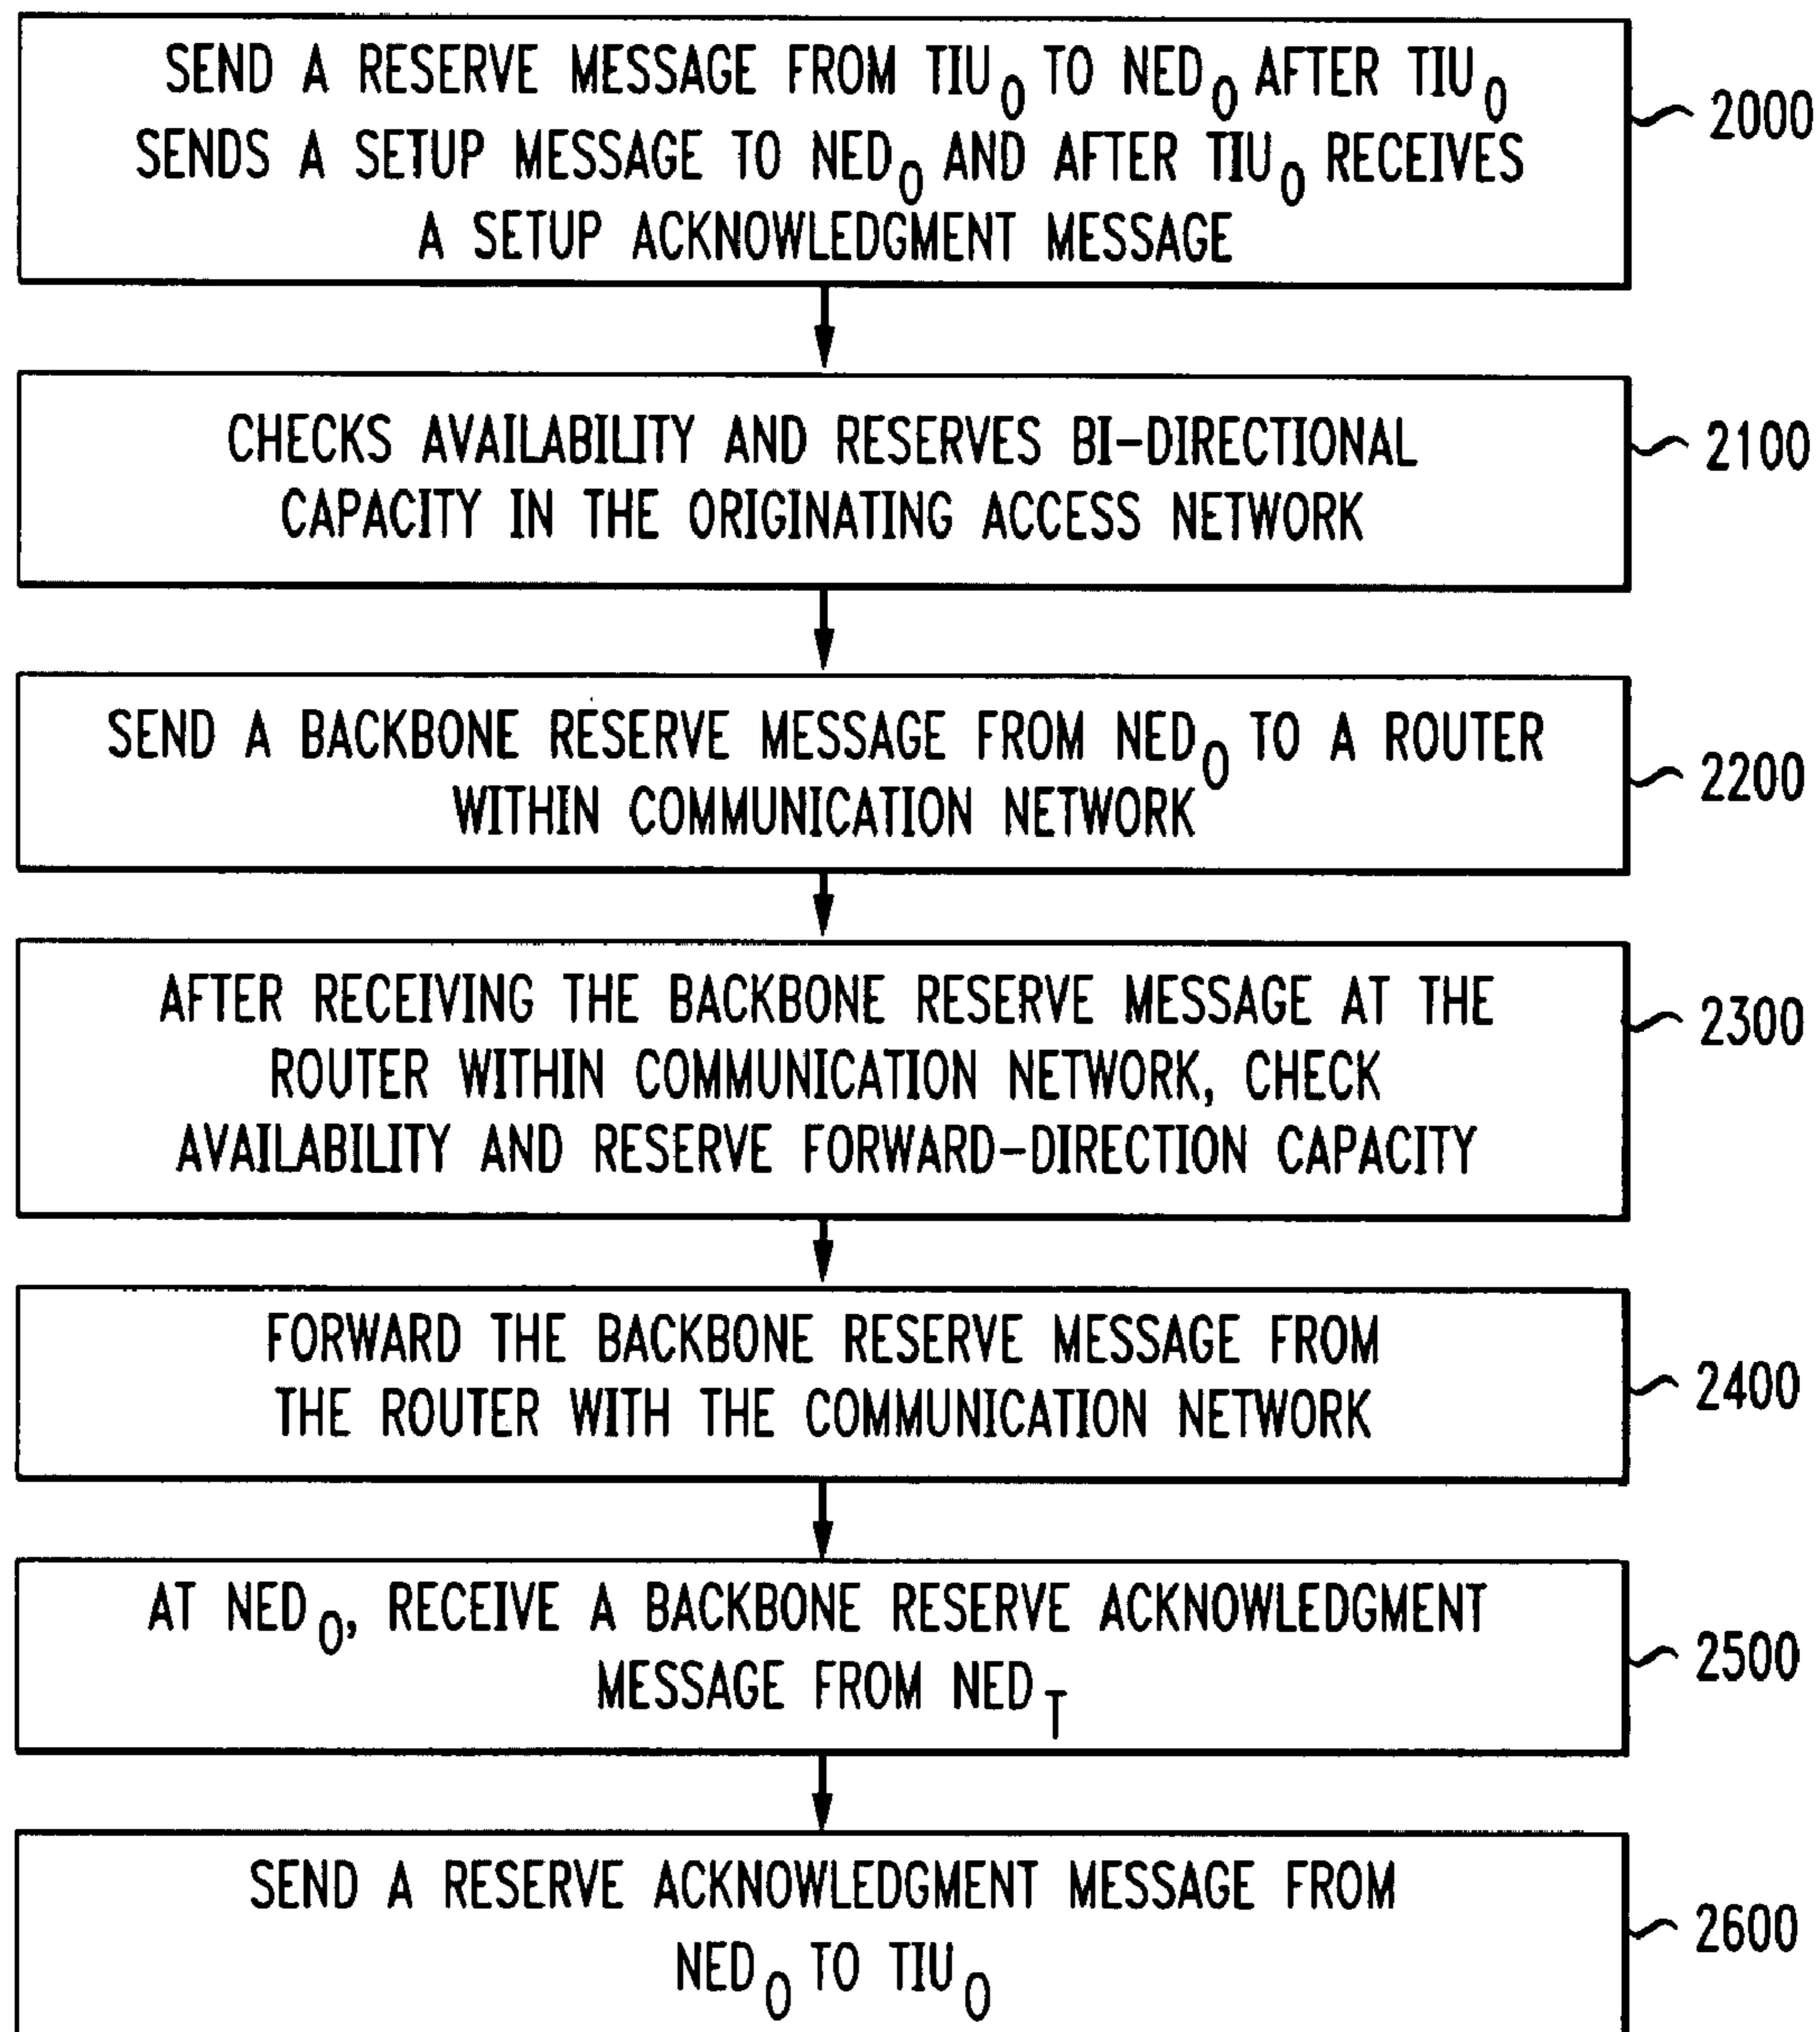 SEND A RESERVE MESSAGE FROM TIU₀ TO NED₀ AFTER TIU₀
SENDS A SETUP MESSAGE TO NED₀ AND AFTER TIU₀ RECEIVES
A SETUP ACKNOWLEDGMENT MESSAGE
2000
CHECKS AVAILABILITY AND RESERVES BI-DIRECTIONAL
CAPACITY IN THE ORIGINATING ACCESS NETWORK
2100
SEND A BACKBONE RESERVE MESSAGE FROM NED₀ TO A ROUTER
WITHIN COMMUNICATION NETWORK
2200
AFTER RECEIVING THE BACKBONE RESERVE MESSAGE AT THE
ROUTER WITHIN COMMUNICATION NETWORK, CHECK
AVAILABILITY AND RESERVE FORWARD-DIRECTION CAPACITY
2300
FORWARD THE BACKBONE RESERVE MESSAGE FROM
THE ROUTER WITH THE COMMUNICATION NETWORK
2400
AT NED₀, RECEIVE A BACKBONE RESERVE ACKNOWLEDGMENT
MESSAGE FROM NED_T
2500
SEND A RESERVE ACKNOWLEDGMENT MESSAGE FROM
NED₀ TO TIU₀
2600